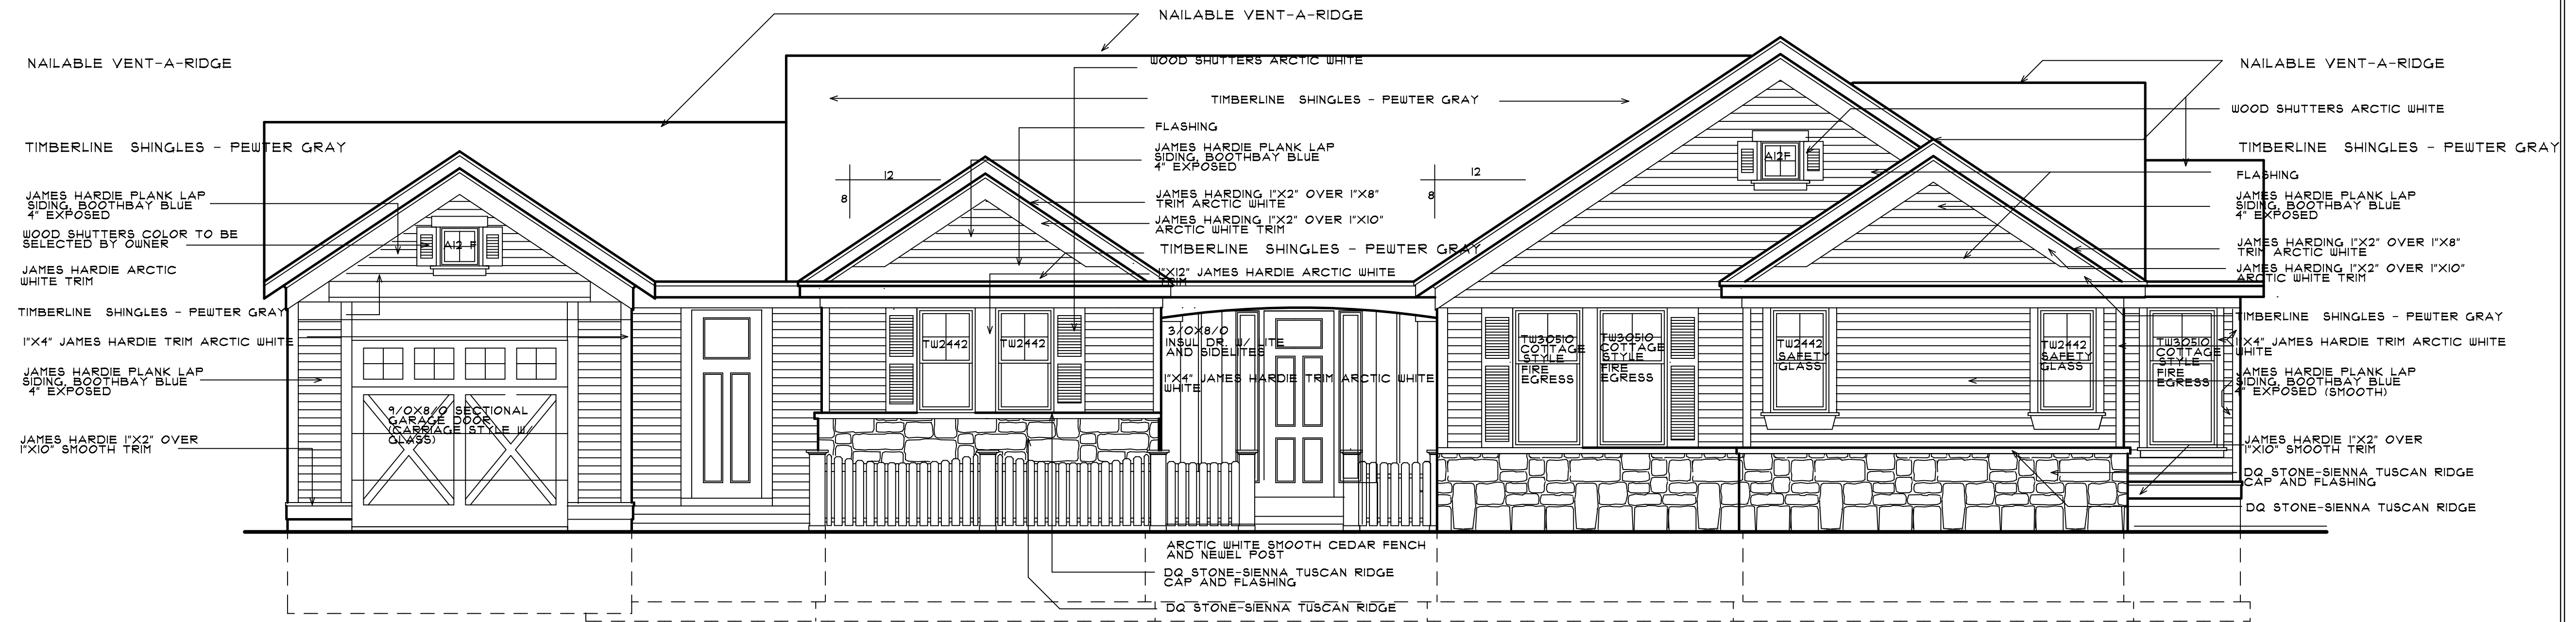 NAILABLE VENT-A-RIDGE
TIMBERLINE SHINGLES - PEWTER GRAY
JAMES HARDIE PLANK LAP
SIDING, BOOTHBAY BLUE
4" EXPOSED
WOOD SHUTTERS COLOR TO BE
SELECTED BY OWNER
JAMES HARDIE ARCTIC
WHITE TRIM
TIMBERLINE SHINGLES - PEWTER GRAY
1"X4" JAMES HARDIE TRIM ARCTIC WHITE
JAMES HARDIE PLANK LAP
SIDING, BOOTHBAY BLUE
4" EXPOSED
JAMES HARDIE 1"X2" OVER
1"X10" SMOOTH TRIM
A12 F
9/0X8/0 SECTIONAL
GARAGE DOOR
(CARRIAGE STYLE W/
GLASS)
NAILABLE VENT-A-RIDGE
WOOD SHUTTERS ARCTIC WHITE
TIMBERLINE SHINGLES - PEWTER GRAY
FLASHING
JAMES HARDIE PLANK LAP
SIDING, BOOTHBAY BLUE
4" EXPOSED
12
8
JAMES HARDING 1"X2" OVER 1"X8"
TRIM ARCTIC WHITE
JAMES HARDING 1"X2" OVER 1"X10"
ARCTIC WHITE TRIM
TIMBERLINE SHINGLES - PEWTER GRAY
1"X12" JAMES HARDIE ARCTIC WHITE
TRIM
12
8
TW2442
TW2442
3/0X8/0
INSUL DR. W/ LITE
AND SIDELITES
1"X4" JAMES HARDIE TRIM ARCTIC WHITE
WHITE
ARCTIC WHITE SMOOTH CEDAR FENCE
AND NEWEL POST
DQ STONE-SIENNA TUSCAN RIDGE
CAP AND FLASHING
DQ STONE-SIENNA TUSCAN RIDGE
A12F
TW30510
COTTAGE
STYLE
FIRE
EGRESS
TW30510
COTTAGE
STYLE
FIRE
EGRESS
TW2442
SAFETY
GLASS
TW2442
SAFETY
GLASS
TW30510
COTTAGE
STYLE
FIRE
EGRESS
NAILABLE VENT-A-RIDGE
WOOD SHUTTERS ARCTIC WHITE
TIMBERLINE SHINGLES - PEWTER GRAY
FLASHING
JAMES HARDIE PLANK LAP
SIDING, BOOTHBAY BLUE
4" EXPOSED
JAMES HARDING 1"X2" OVER 1"X8"
TRIM ARCTIC WHITE
JAMES HARDING 1"X2" OVER 1"X10"
ARCTIC WHITE TRIM
TIMBERLINE SHINGLES - PEWTER GRAY
1"X4" JAMES HARDIE TRIM ARCTIC WHITE
WHITE
JAMES HARDIE PLANK LAP
SIDING, BOOTHBAY BLUE
4" EXPOSED (SMOOTH)
JAMES HARDIE 1"X2" OVER
1"X10" SMOOTH TRIM
DQ STONE-SIENNA TUSCAN RIDGE
CAP AND FLASHING
DQ STONE-SIENNA TUSCAN RIDGE